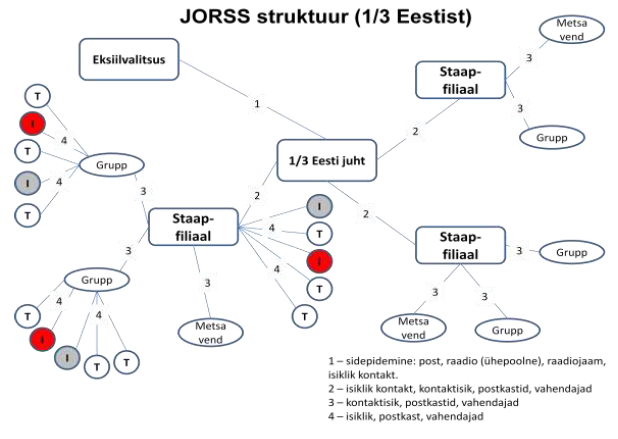 JORSS struktuur (1/3 Eestist)
Eksiilvalitsus
Metsa
vend
3
Staap-
filiaal
3
Grupp
1
2
T
I
4
T
I
4
T
Grupp
3
1/3 Eesti juht
2
2
Staap-
filiaal
I
4
T
I
T
4
T
Staap-
filiaal
3
Grupp
3
Grupp
4
T
I
4
I
T
T
3
Metsa
vend
3
3
Metsa
vend
Grupp
1 – sidepidemine: post, raadio (ühepoolne), raadiojaam,
isiklik kontakt.
2 – isiklik kontakt, kontaktisik, postkastid, vahendajad
3 – kontaktisik, postkastid, vahendajad
4 – isiklik, postkast, vahendajad